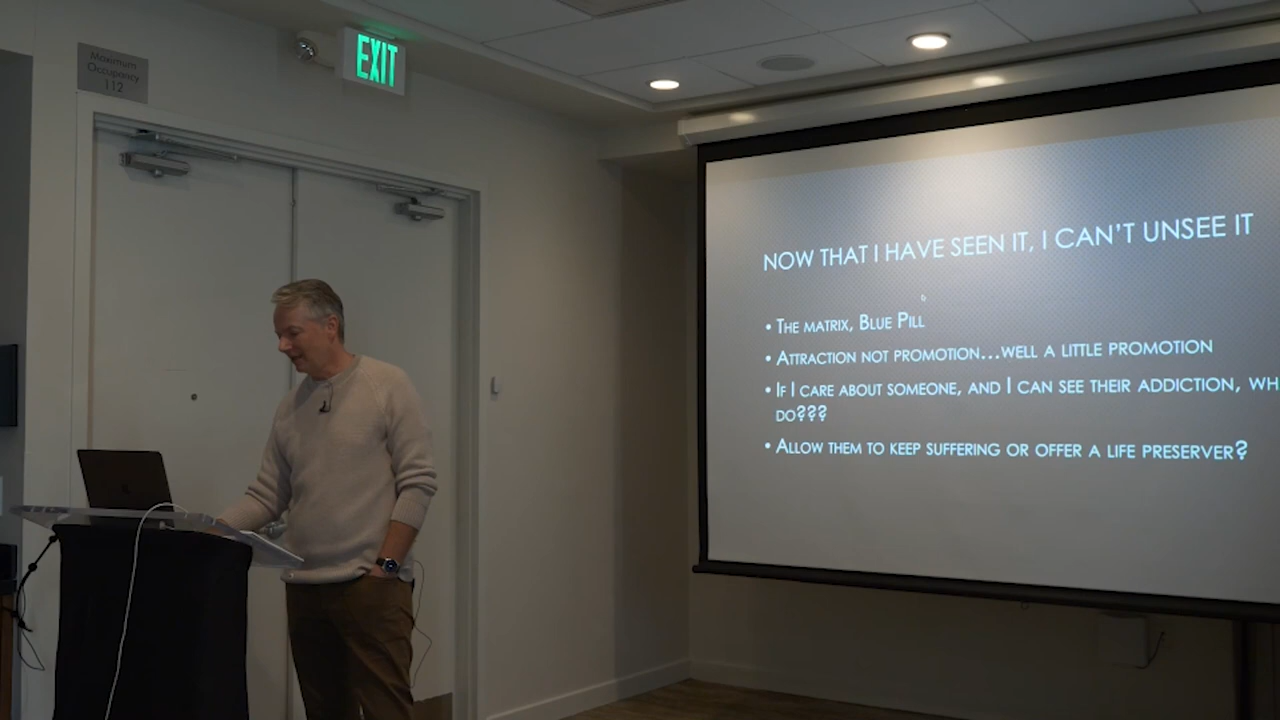 Maximum
Occupancy
112
EXIT
NOW THAT I HAVE SEEN IT, I CAN'T UNSEE IT
• THE MATRIX, BLUE PILL
• ATTRACTION NOT PROMOTION...WELL A LITTLE PROMOTION
• IF I CARE ABOUT SOMEONE, AND I CAN SEE THEIR ADDICTION,
DO???
• ALLOW THEM TO KEEP SUFFERING OR OFFER A LIFE PRESERVER?